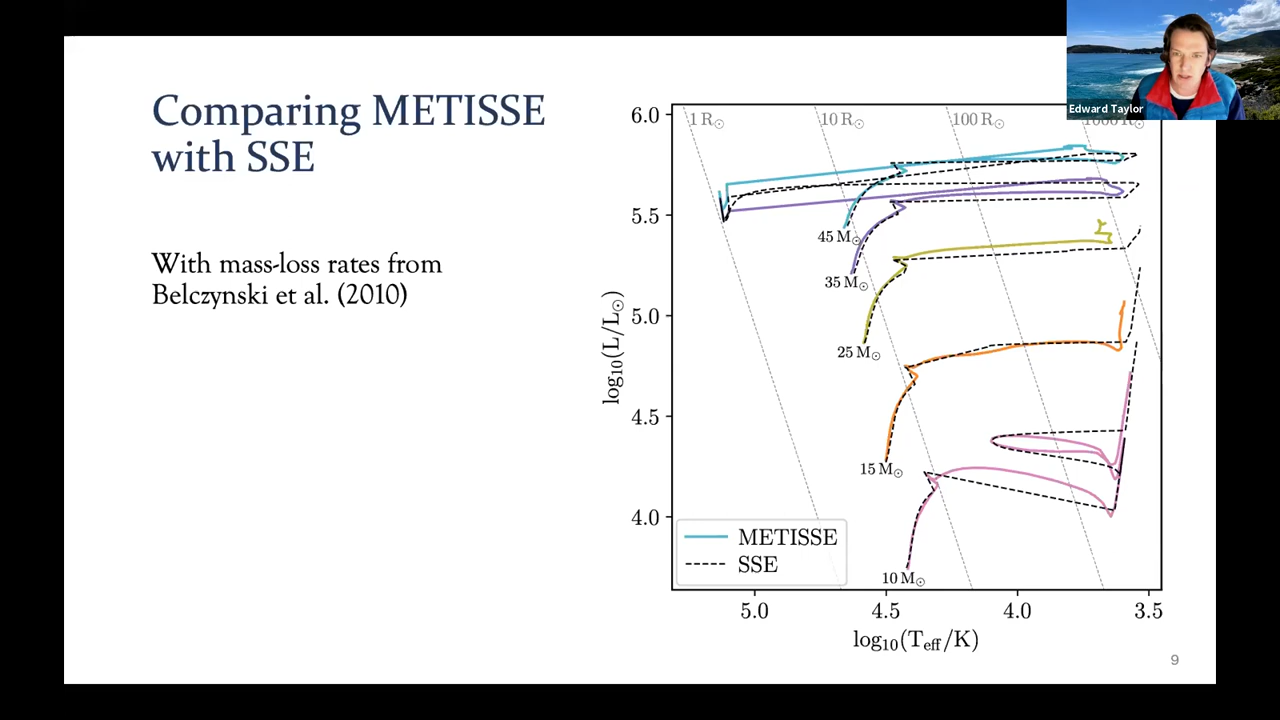 Edward Taylor
Comparing METISSE
with SSE
With mass-loss rates from
Belczynski et al. (2010)
1 R☉
10 R☉
100 R☉
1000 R☉
6.0
5.5
5.0
4.5
4.0
log₁₀(L/L☉)
45 M☉
35 M☉
25 M☉
15 M☉
10 M☉
METISSE
SSE
5.0 4.5 4.0 3.5
log₁₀(T_eff/K)
9